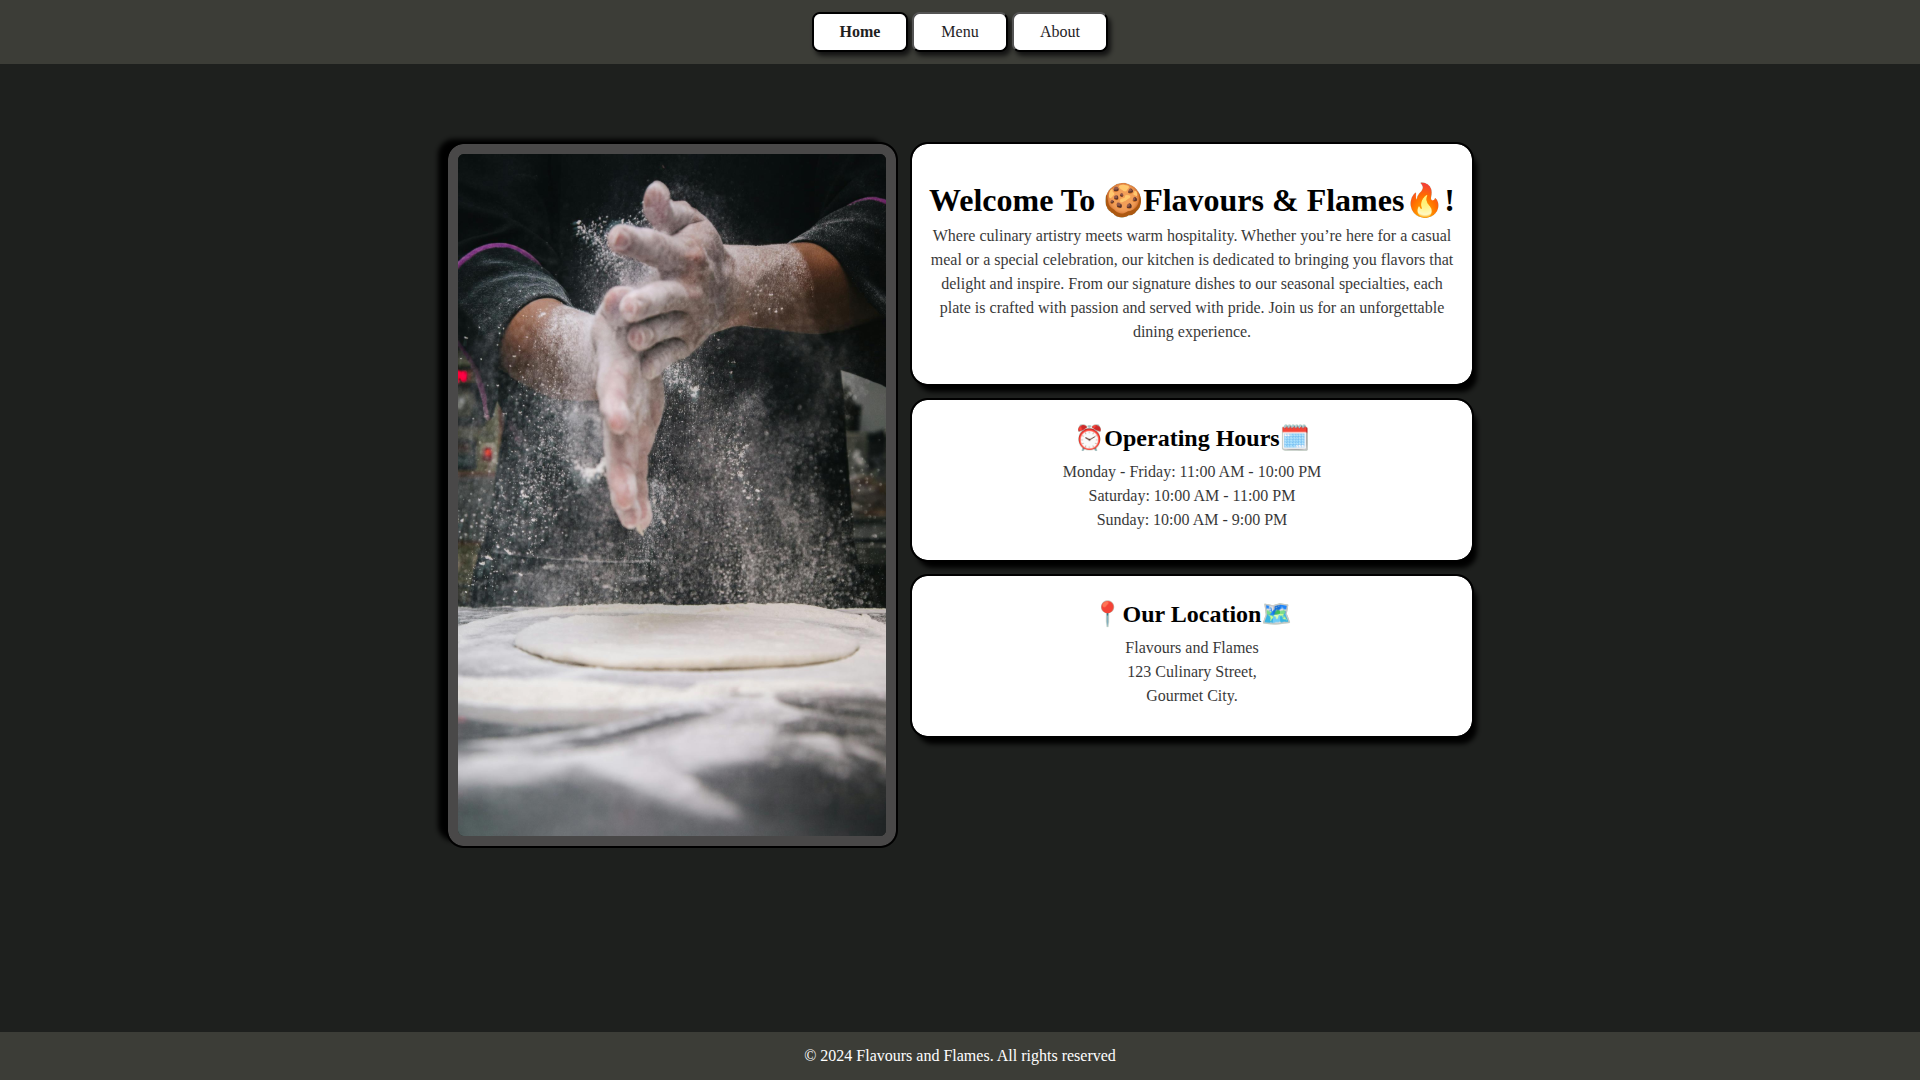 Home
Menu
About
Welcome To 🍪Flavours & Flames🔥!
Where culinary artistry meets warm hospitality. Whether you’re here for a casual
meal or a special celebration, our kitchen is dedicated to bringing you flavors that
delight and inspire. From our signature dishes to our seasonal specialties, each
plate is crafted with passion and served with pride. Join us for an unforgettable
dining experience.
⏰Operating Hours🗓️
Monday - Friday: 11:00 AM - 10:00 PM
Saturday: 10:00 AM - 11:00 PM
Sunday: 10:00 AM - 9:00 PM
📍Our Location🗺️
Flavours and Flames
123 Culinary Street,
Gourmet City.
© 2024 Flavours and Flames. All rights reserved